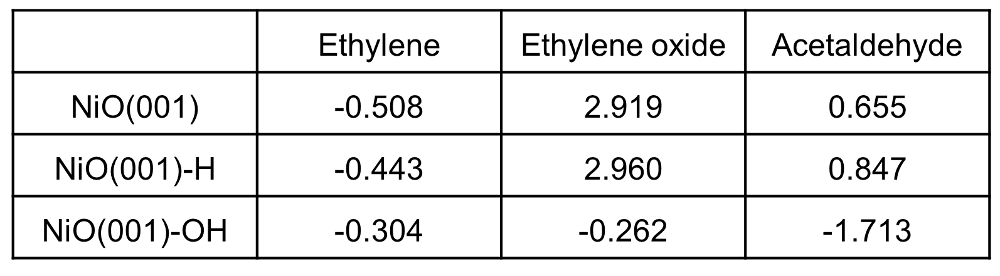 Ethylene Ethylene oxide Acetaldehyde
NiO(001) -0.508 2.919 0.655
NiO(001)-H -0.443 2.960 0.847
NiO(001)-OH -0.304 -0.262 -1.713